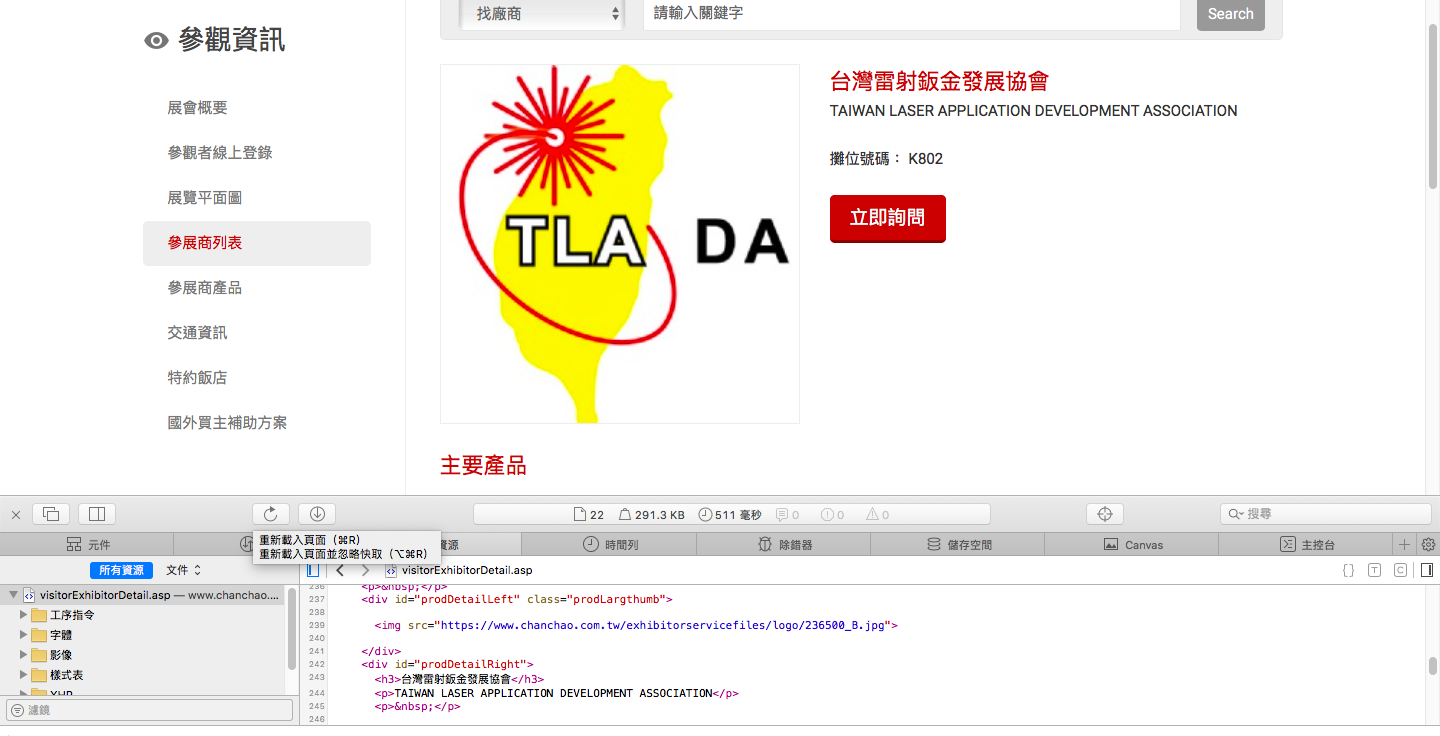 找廠商
請輸入關鍵字
Search
參觀資訊
展會概要
參觀者線上登錄
展覽平面圖
參展商列表
參展商產品
交通資訊
特約飯店
國外買主補助方案
TLA DA
台灣雷射鈑金發展協會
TAIWAN LASER APPLICATION DEVELOPMENT ASSOCIATION
攤位號碼： K802
立即詢問
主要產品
22
291.3 KB
511 毫秒
0
0
0
搜尋
元件
資源
時間列
除錯器
儲存空間
Canvas
主控台
重新載入頁面（⌘R）
重新載入頁面並忽略快取（⌥⌘R）
所有資源
文件
visitorExhibitorDetail.asp
visitorExhibitorDetail.asp — www.chanchao....
工序指令
字體
影像
樣式表
XHR
濾鏡
236 <p>&nbsp;</p>
237 <div id="prodDetailLeft" class="prodLargthumb">
238
239 <img src="https://www.chanchao.com.tw/exhibitorservicefiles/logo/236500_B.jpg">
240
241 </div>
242 <div id="prodDetailRight">
243 <h3>台灣雷射鈑金發展協會</h3>
244 <p>TAIWAN LASER APPLICATION DEVELOPMENT ASSOCIATION</p>
245 <p>&nbsp;</p>
246